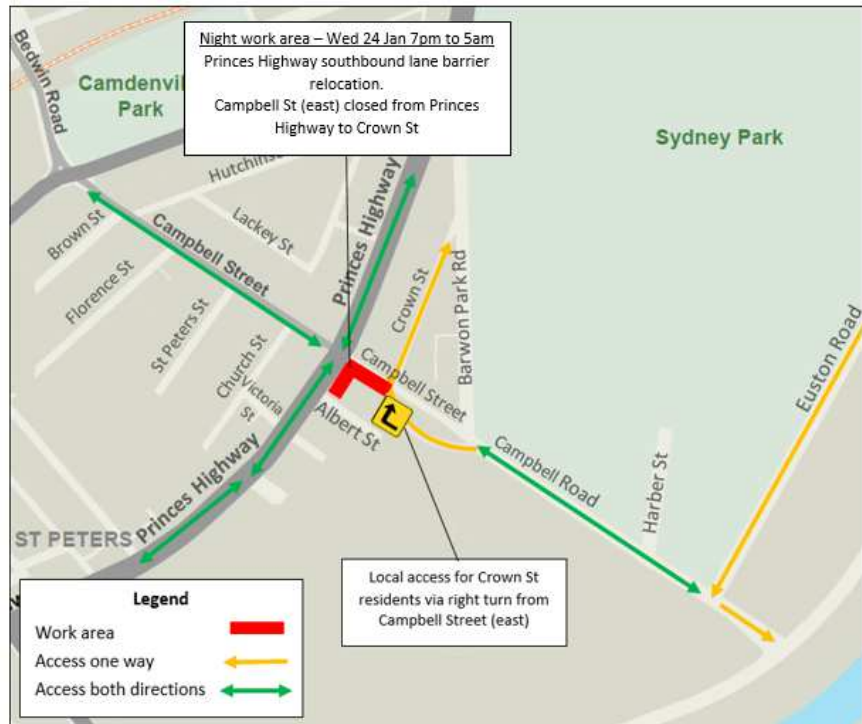 Night work area – Wed 24 Jan 7pm to 5am
Princes Highway southbound lane barrier
relocation.
Campbell St (east) closed from Princes
Highway to Crown St
Bedwin Road
Park
Sydney Park
Brown St
Lackey St
Campbell Street
Princes Highway
Florence St
St Peters St
Church St
Victoria
St
Crown St
Barwon Park Rd
Campbell Street
Albert St
Euston Road
Campbell Road
Harber St
Princes Highway
ST PETERS
Local access for Crown St
residents via right turn from
Campbell Street (east)
Legend
Work area
Access one way
Access both directions